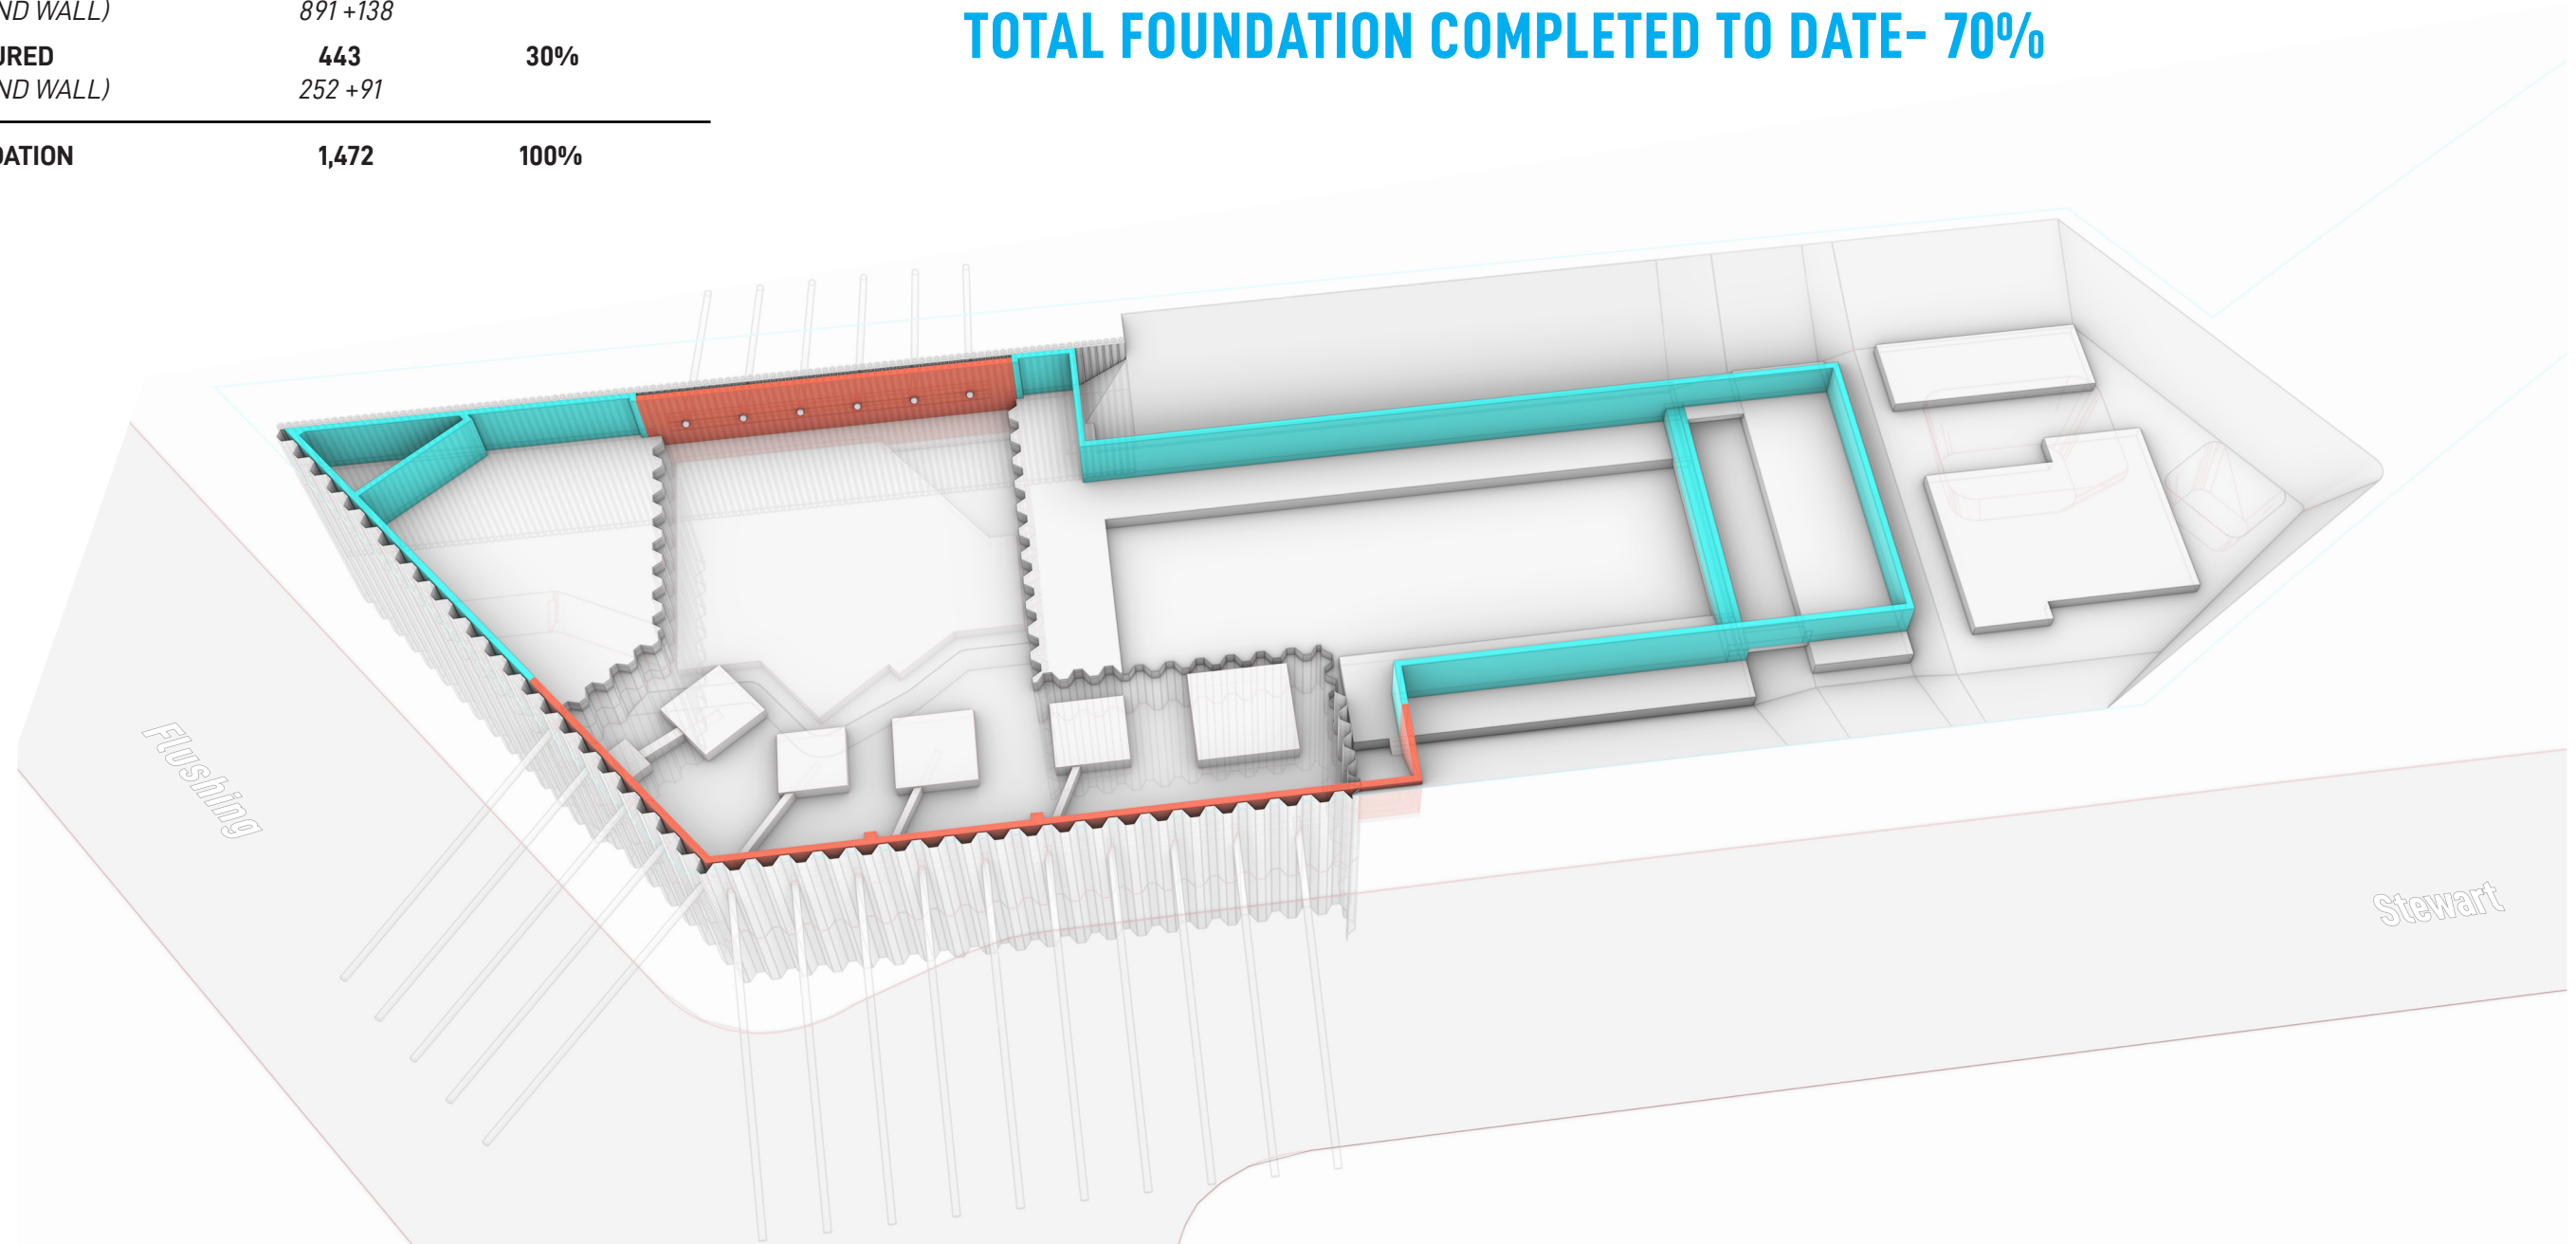 ND WALL) 891 +138
URED 443 30%
ND WALL) 252 +91
DATION 1,472 100%
TOTAL FOUNDATION COMPLETED TO DATE- 70%
Flushing
Stewart